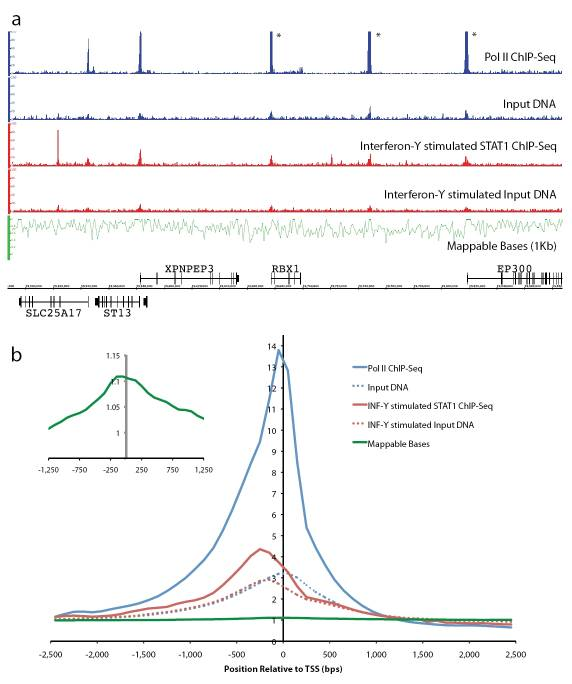 a
* * *
Pol II ChIP-Seq
Input DNA
Interferon-Y stimulated STAT1 ChIP-Seq
Interferon-Y stimulated Input DNA
Mappable Bases (1Kb)
XPNPEP3 RBX1 EP300
SLC25A17 ST13
b
1.15
1.1
1.05
1
-1,250 -750 -250 250 750 1,250
14
13
12
11
10
9
8
7
6
5
4
3
2
1
0
Pol II ChIP-Seq
Input DNA
INF-Y stimulated STAT1 ChIP-Seq
INF-Y stimulated Input DNA
Mappable Bases
-2,500 -2,000 -1,500 -1,000 -500 0 500 1,000 1,500 2,000 2,500
Position Relative to TSS (bps)